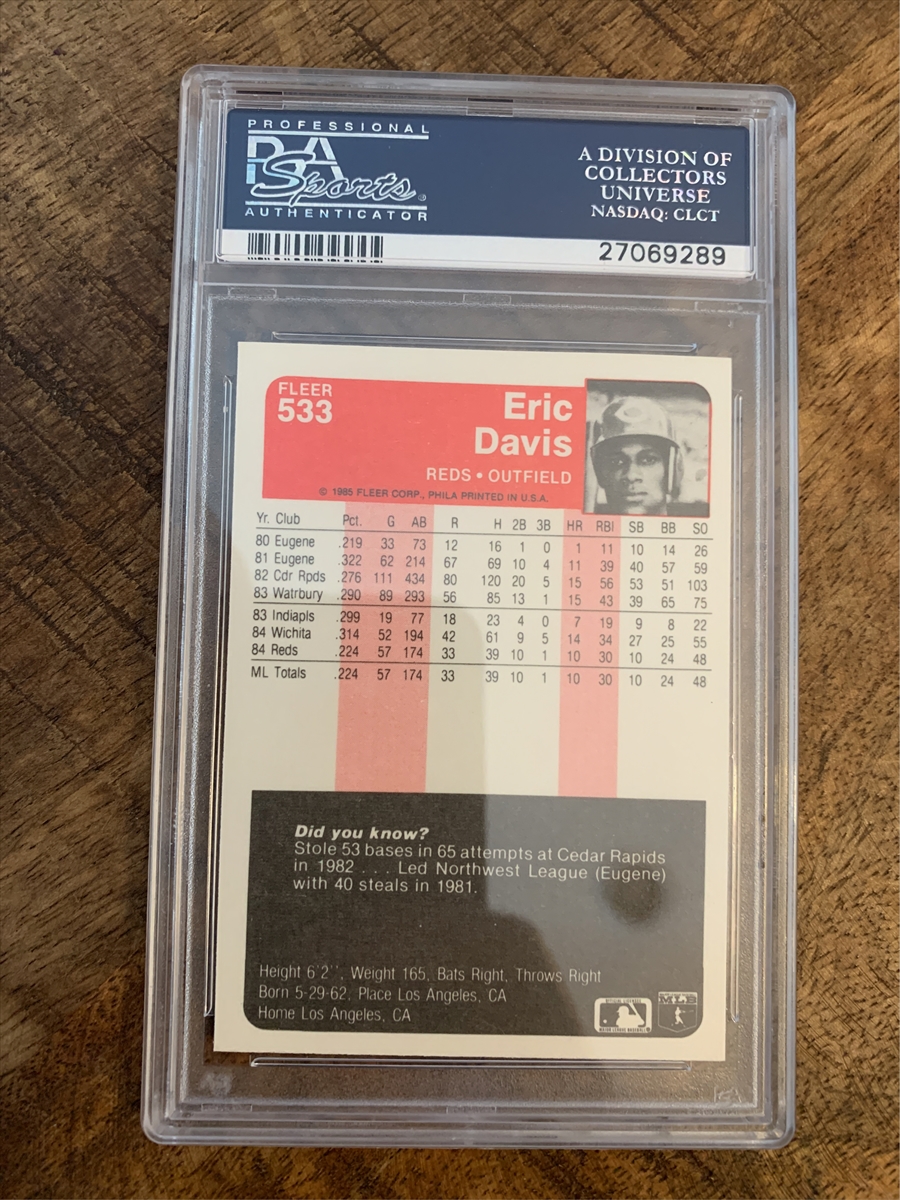 PROFESSIONAL
PSA
Sports®
AUTHENTICATOR
A DIVISION OF
COLLECTORS
UNIVERSE
NASDAQ: CLCT
27069289
FLEER
533
Eric
Davis
REDS • OUTFIELD
© 1985 FLEER CORP., PHILA PRINTED IN U.S.A.
Yr. Club Pct. G AB R H 2B 3B HR RBI SB BB SO
80 Eugene .219 33 73 12 16 1 0 1 11 10 14 26
81 Eugene .322 62 214 67 69 10 4 11 39 40 57 59
82 Cdr Rpds .276 111 434 80 120 20 5 15 56 53 51 103
83 Watrbury .290 89 293 56 85 13 1 15 43 39 65 75
83 Indiapls .299 19 77 18 23 4 0 7 19 9 8 22
84 Wichita .314 52 194 42 61 9 5 14 34 27 25 55
84 Reds .224 57 174 33 39 10 1 10 30 10 24 48
ML Totals .224 57 174 33 39 10 1 10 30 10 24 48
Did you know?
Stole 53 bases in 65 attempts at Cedar Rapids
in 1982 . . . Led Northwest League (Eugene)
with 40 steals in 1981.
Height 6'2'', Weight 165, Bats Right, Throws Right
Born 5-29-62, Place Los Angeles, CA
Home Los Angeles, CA
MAJOR LEAGUE BASEBALL